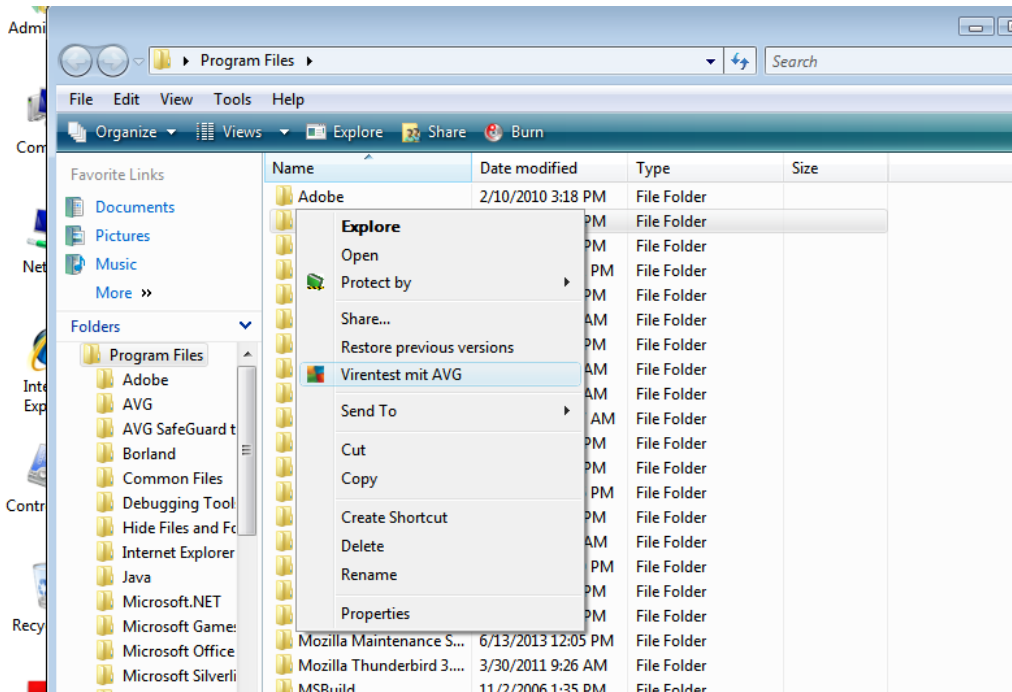 Admi
Program Files
Search
File Edit View Tools Help
Organize Views Explore Share Burn
Com
Favorite Links
Documents
Pictures
Music
More »
Net
Folders
Program Files
Adobe
AVG
AVG SafeGuard t
Borland
Common Files
Debugging Tool
Hide Files and Fo
Internet Explorer
Java
Microsoft.NET
Microsoft Games
Microsoft Office
Microsoft Silverli
Inte
Exp
Contr
Recy
Name Date modified Type Size
Adobe 2/10/2010 3:18 PM File Folder
PM File Folder
PM File Folder
PM File Folder
PM File Folder
AM File Folder
PM File Folder
AM File Folder
AM File Folder
AM File Folder
PM File Folder
PM File Folder
PM File Folder
PM File Folder
AM File Folder
PM File Folder
PM File Folder
PM File Folder
Mozilla Maintenance S... 6/13/2013 12:05 PM File Folder
Mozilla Thunderbird 3.... 3/30/2011 9:26 AM File Folder
MSBuild 11/2/2006 1:35 PM File Folder
Explore
Open
Protect by
Share...
Restore previous versions
Virentest mit AVG
Send To
Cut
Copy
Create Shortcut
Delete
Rename
Properties